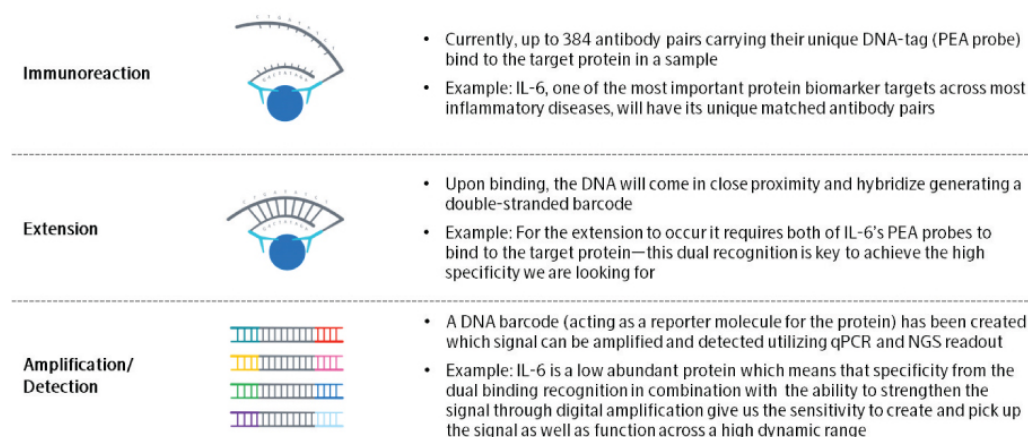 Immunoreaction
• Currently, up to 384 antibody pairs carrying their unique DNA-tag (PEA probe)
bind to the target protein in a sample
• Example: IL-6, one of the most important protein biomarker targets across most
inflammatory diseases, will have its unique matched antibody pairs
Extension
• Upon binding, the DNA will come in close proximity and hybridize generating a
double-stranded barcode
• Example: For the extension to occur it requires both of IL-6’s PEA probes to
bind to the target protein—this dual recognition is key to achieve the high
specificity we are looking for
Amplification/
Detection
• A DNA barcode (acting as a reporter molecule for the protein) has been created
which signal can be amplified and detected utilizing qPCR and NGS readout
• Example: IL-6 is a low abundant protein which means that specificity from the
dual binding recognition in combination with the ability to strengthen the
signal through digital amplification give us the sensitivity to create and pick up
the signal as well as function across a high dynamic range